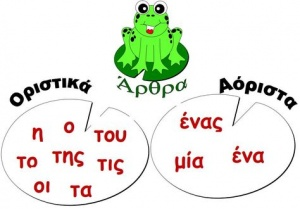 Άρθρα
Οριστικά
η ο του
το της τις
οι τα
Αόριστα
ένας
μία ένα